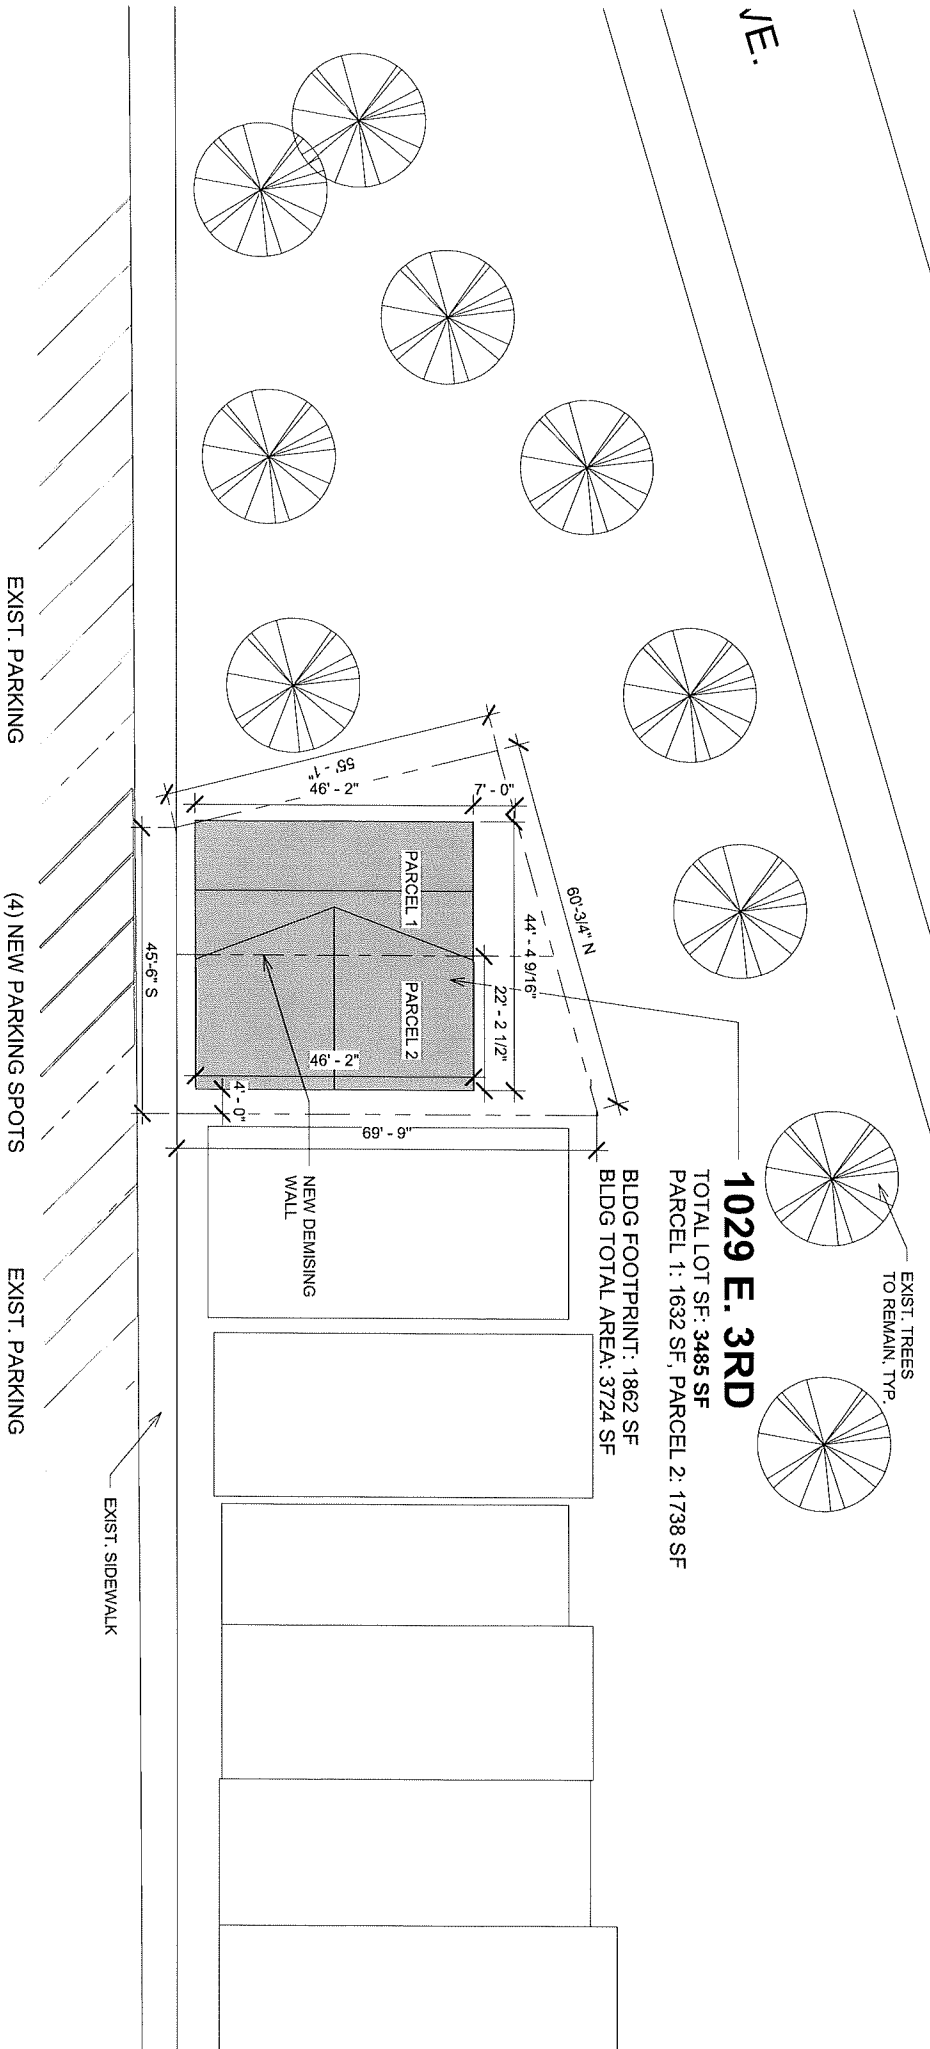 VE.
EXIST. TREES
TO REMAIN, TYP.
1029 E. 3RD
TOTAL LOT SF: 3485 SF
PARCEL 1: 1632 SF, PARCEL 2: 1738 SF
BLDG FOOTPRINT: 1862 SF
BLDG TOTAL AREA: 3724 SF
60'-3/4" N
44' - 4 9/16"
22' - 2 1/2"
7' - 0"
55' - 1"
46' - 2"
PARCEL 1
PARCEL 2
46' - 2"
4' - 0"
69' - 9"
NEW DEMISING
WALL
45'-6" S
EXIST. SIDEWALK
EXIST. PARKING
(4) NEW PARKING SPOTS
EXIST. PARKING